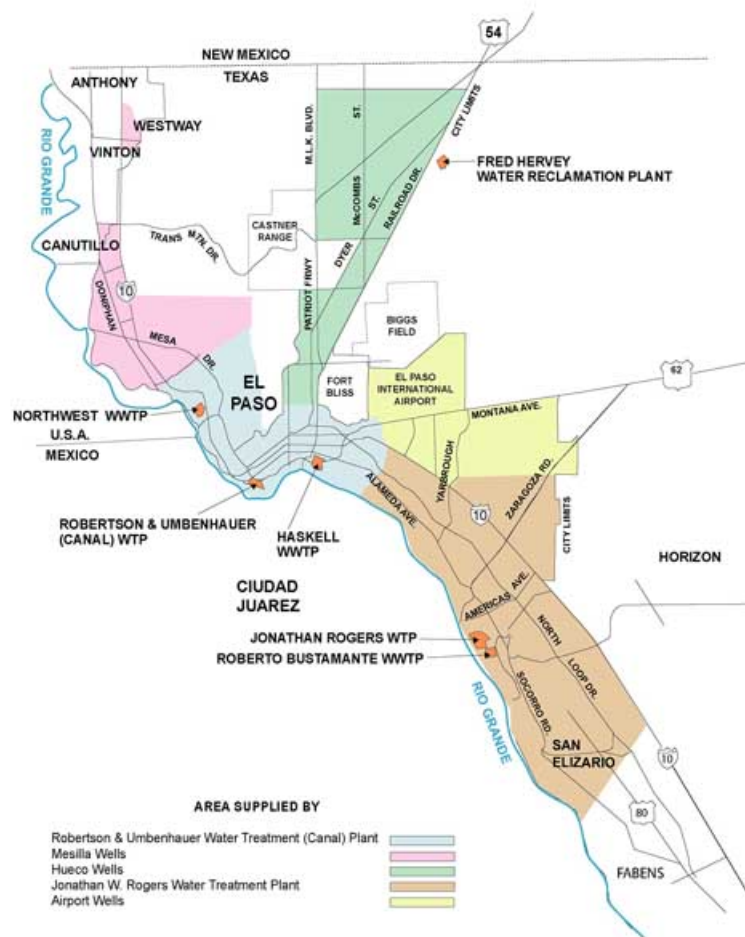 54
NEW MEXICO
TEXAS
ANTHONY
WESTWAY
VINTON
RIO GRANDE
M.L.K. BLVD.
McCOMBS ST.
CITY LIMITS
FRED HERVEY
WATER RECLAMATION PLANT
CASTNER
RANGE
DYER ST.
RAILROAD DR.
CANUTILLO
TRANS MTN. DR.
DONIPHAN
10
PATRIOT FRWY
BIGGS
FIELD
MESA DR.
EL
PASO
FORT
BLISS
EL PASO
INTERNATIONAL
AIRPORT
62
MONTANA AVE.
NORTHWEST WWTP
U.S.A.
MEXICO
ALAMEDA AVE.
YARBROUGH
ZARAGOZA RD.
10
CITY LIMITS
ROBERTSON & UMBENHAUER
(CANAL) WTP
HASKELL
WWTP
HORIZON
CIUDAD
JUAREZ
AMERICAS AVE.
JONATHAN ROGERS WTP
ROBERTO BUSTAMANTE WWTP
NORTH LOOP DR.
SOCORRO RD.
RIO GRANDE
SAN
ELIZARIO
10
80
FABENS
AREA SUPPLIED BY
Robertson & Umbenhauer Water Treatment (Canal) Plant
Mesilla Wells
Hueco Wells
Jonathan W. Rogers Water Treatment Plant
Airport Wells